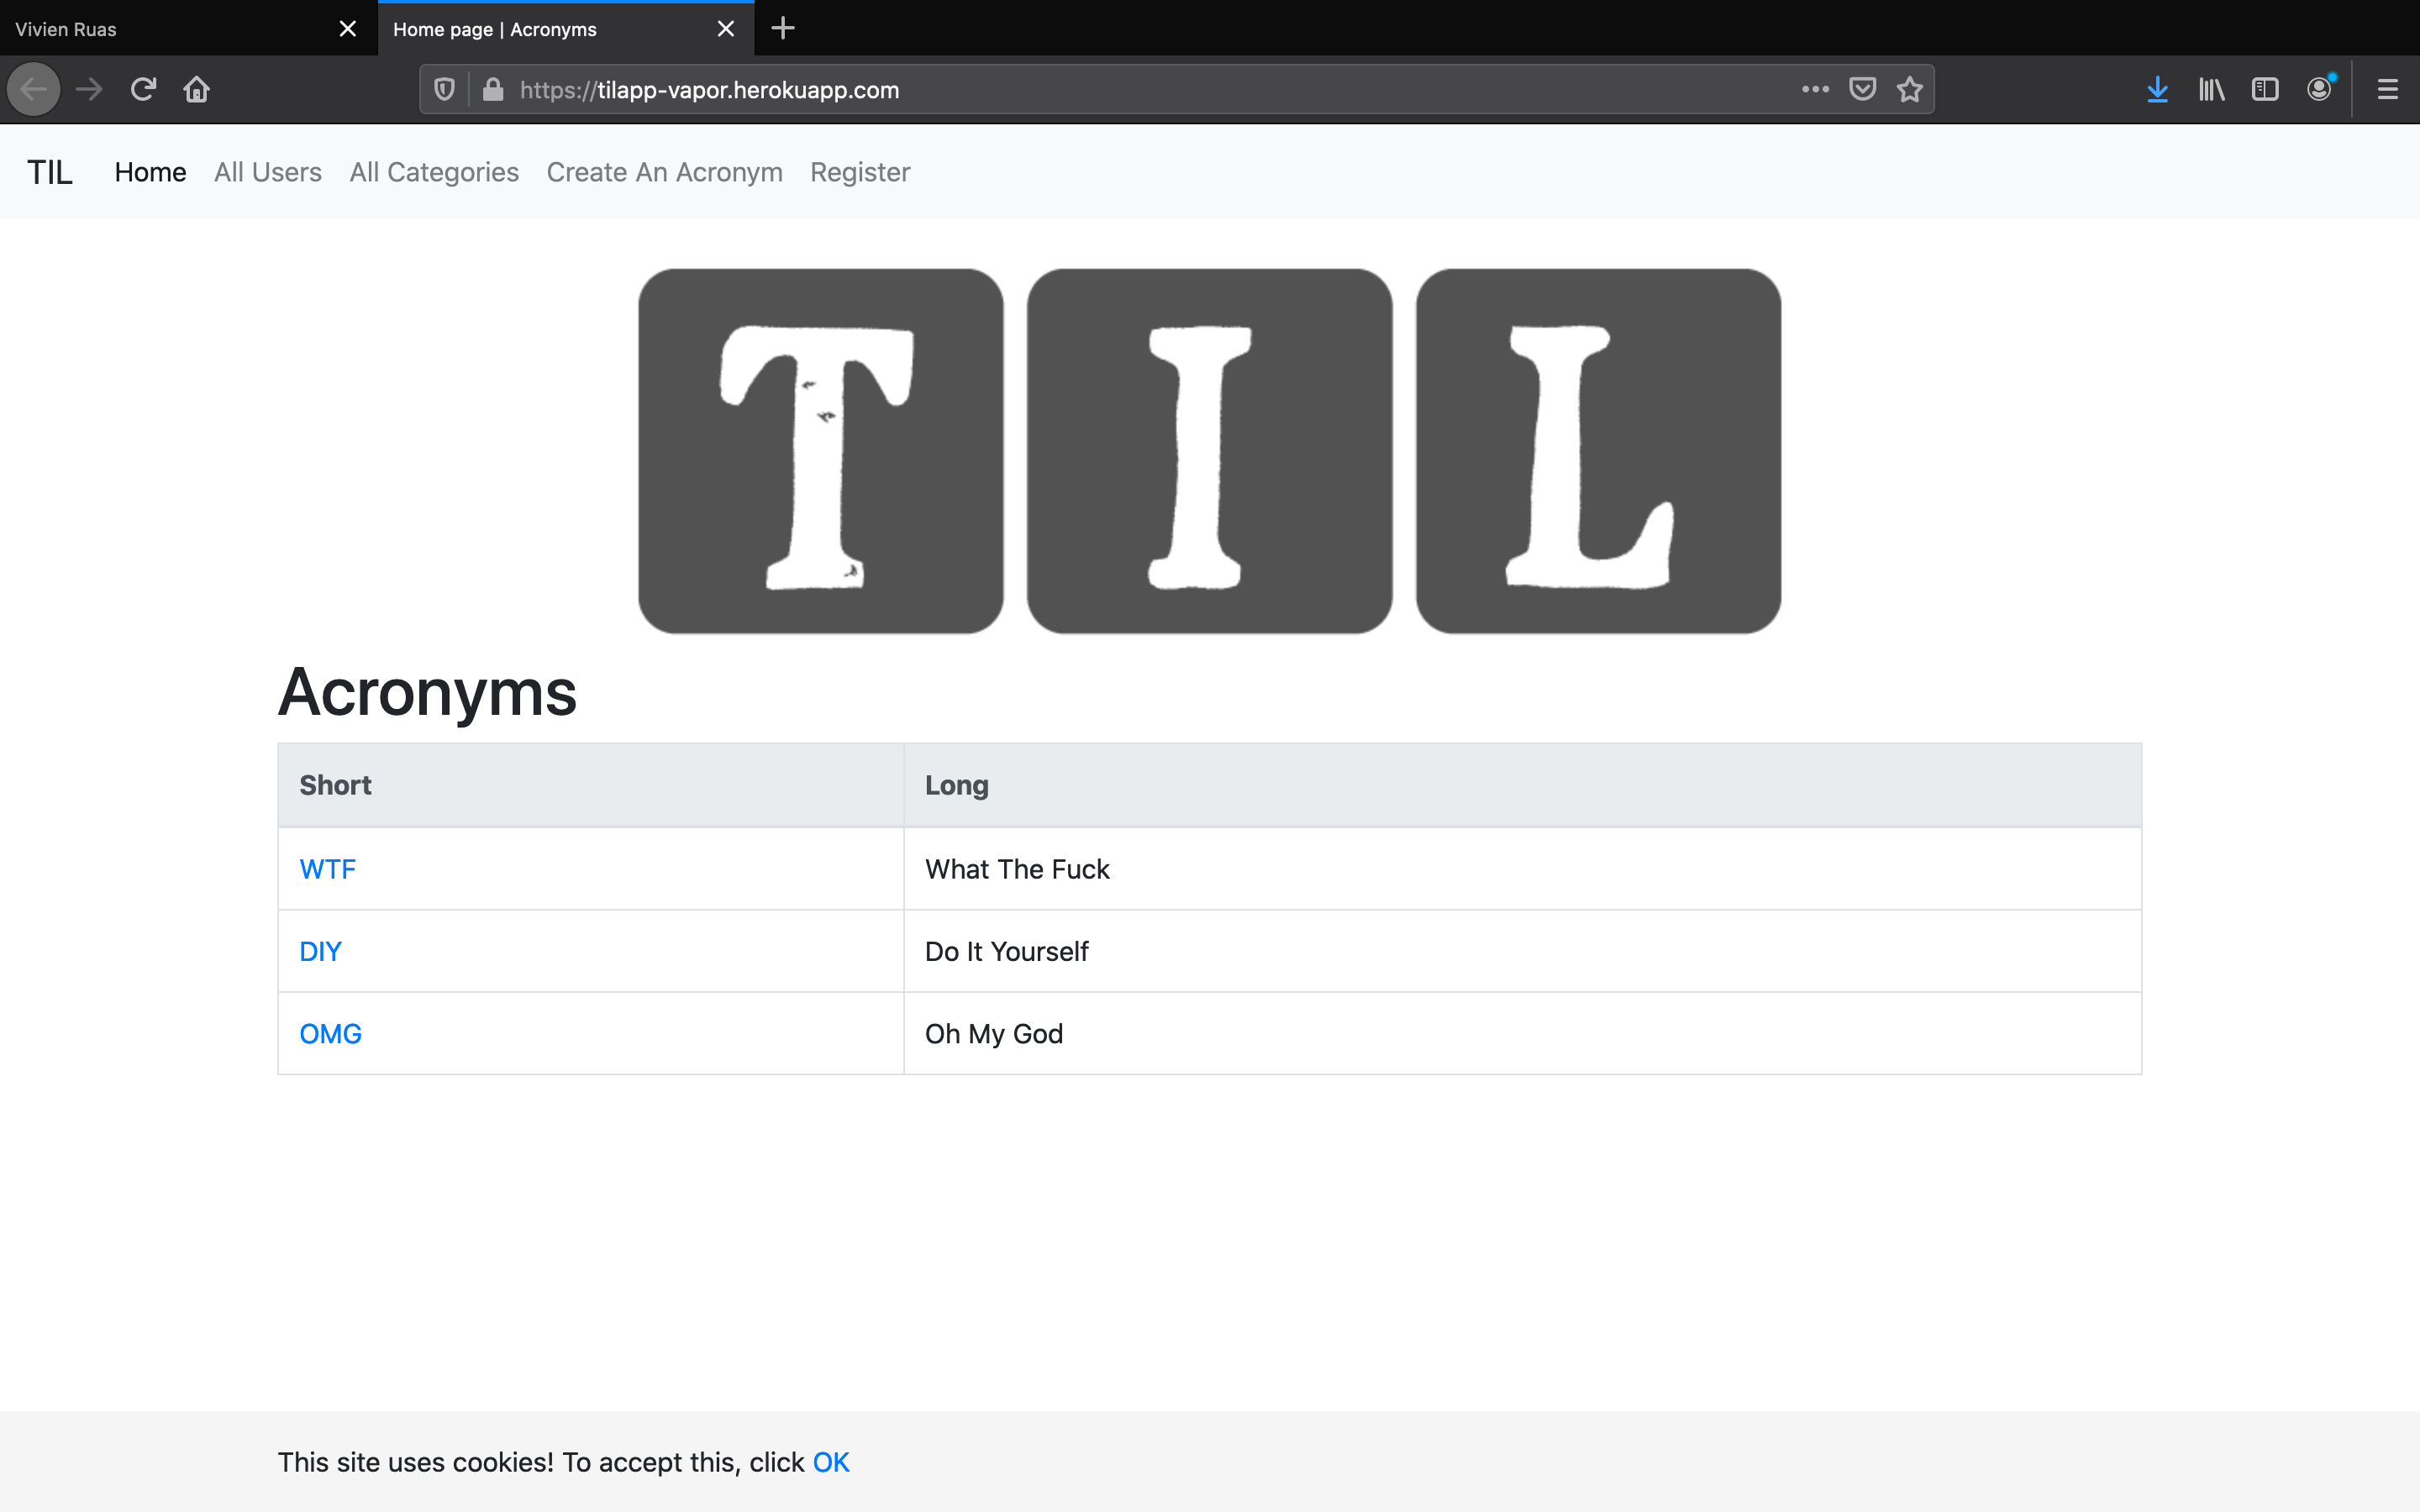 Vivien Ruas
Home page | Acronyms
https://tilapp-vapor.herokuapp.com
TIL Home All Users All Categories Create An Acronym Register
TIL
Acronyms
Short Long
WTF What The Fuck
DIY Do It Yourself
OMG Oh My God
This site uses cookies! To accept this, click OK